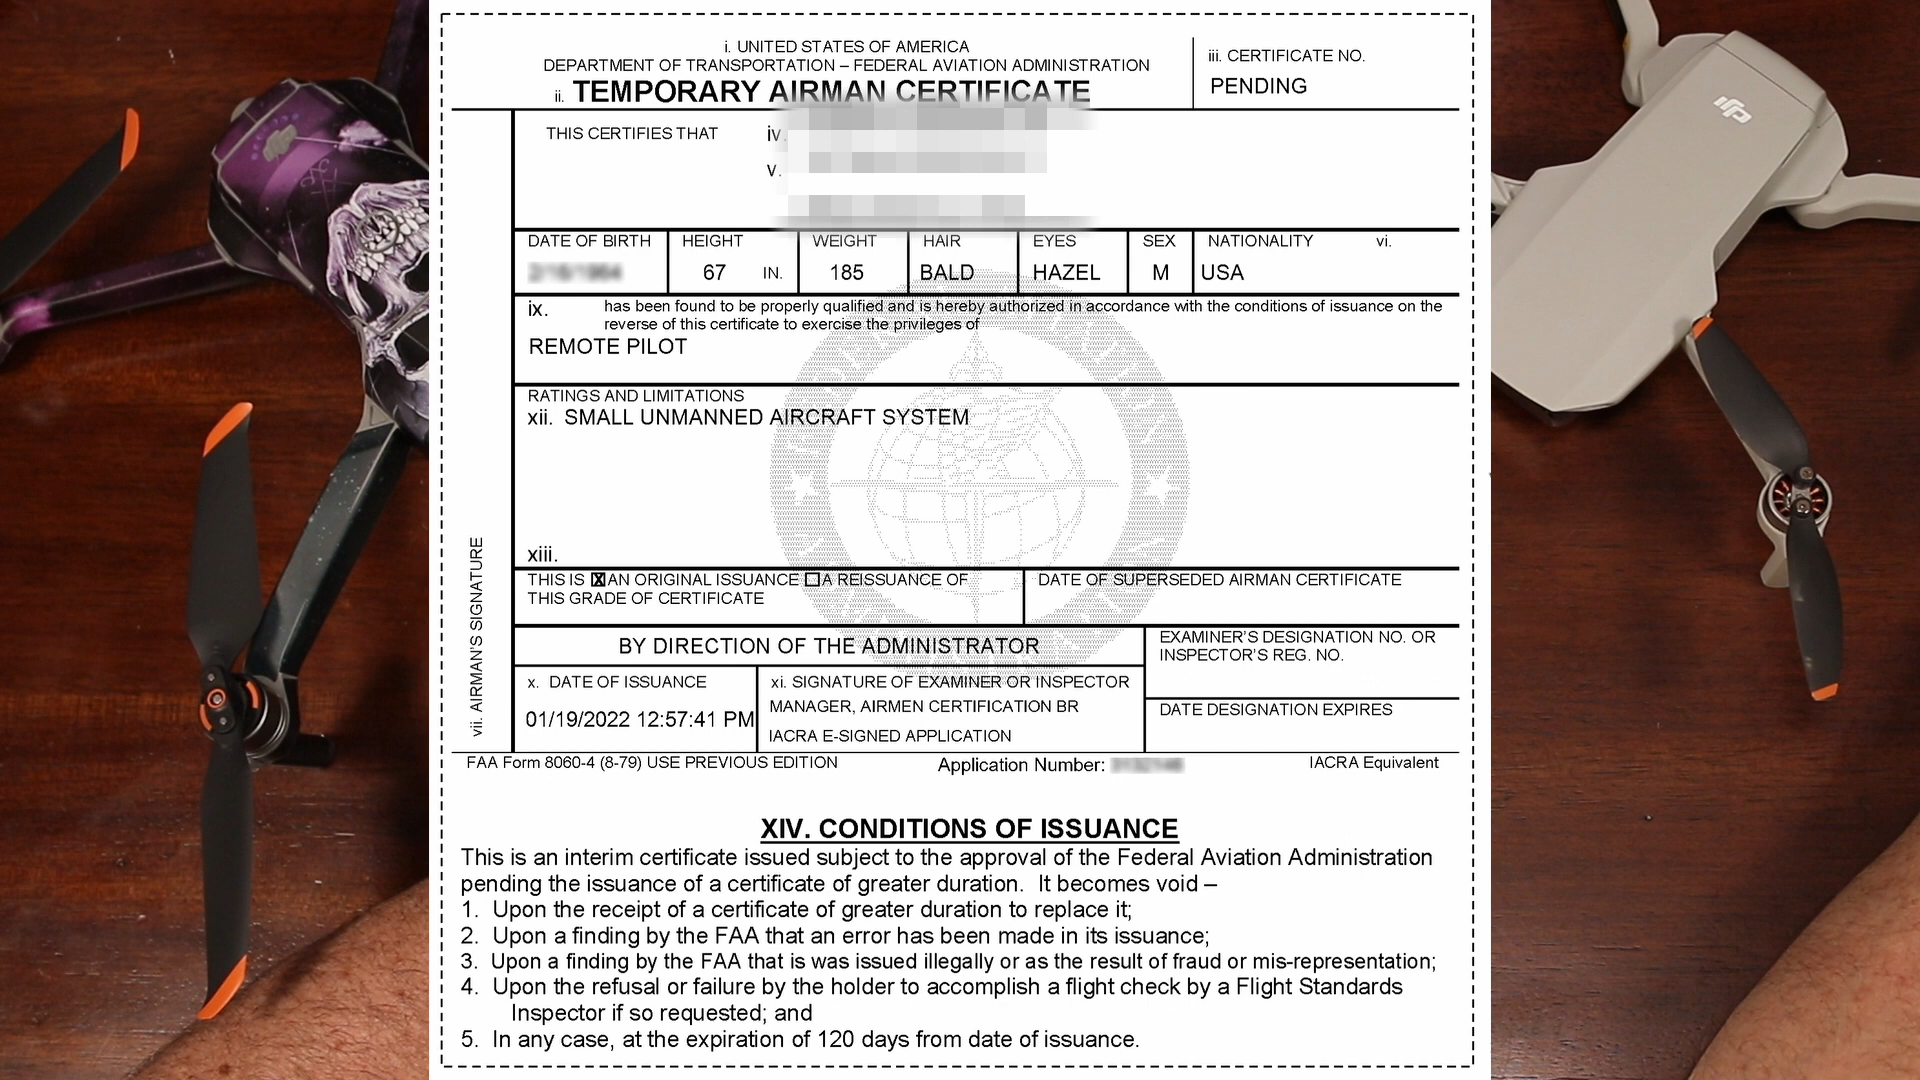 i. UNITED STATES OF AMERICA
DEPARTMENT OF TRANSPORTATION – FEDERAL AVIATION ADMINISTRATION
ii. TEMPORARY AIRMAN CERTIFICATE
iii. CERTIFICATE NO.
PENDING
THIS CERTIFIES THAT iv.
v.
DATE OF BIRTH HEIGHT WEIGHT HAIR EYES SEX NATIONALITY vi.
67 IN. 185 BALD HAZEL M USA
ix. has been found to be properly qualified and is hereby authorized in accordance with the conditions of issuance on the
reverse of this certificate to exercise the privileges of
REMOTE PILOT
RATINGS AND LIMITATIONS
xii. SMALL UNMANNED AIRCRAFT SYSTEM
xiii.
THIS IS X AN ORIGINAL ISSUANCE A REISSUANCE OF
THIS GRADE OF CERTIFICATE
DATE OF SUPERSEDED AIRMAN CERTIFICATE
vii. AIRMAN'S SIGNATURE
BY DIRECTION OF THE ADMINISTRATOR
EXAMINER'S DESIGNATION NO. OR
INSPECTOR'S REG. NO.
x. DATE OF ISSUANCE
01/19/2022 12:57:41 PM
xi. SIGNATURE OF EXAMINER OR INSPECTOR
MANAGER, AIRMEN CERTIFICATION BR
IACRA E-SIGNED APPLICATION
DATE DESIGNATION EXPIRES
FAA Form 8060-4 (8-79) USE PREVIOUS EDITION
Application Number:
IACRA Equivalent
XIV. CONDITIONS OF ISSUANCE
This is an interim certificate issued subject to the approval of the Federal Aviation Administration
pending the issuance of a certificate of greater duration. It becomes void –
1. Upon the receipt of a certificate of greater duration to replace it;
2. Upon a finding by the FAA that an error has been made in its issuance;
3. Upon a finding by the FAA that is was issued illegally or as the result of fraud or mis-representation;
4. Upon the refusal or failure by the holder to accomplish a flight check by a Flight Standards
Inspector if so requested; and
5. In any case, at the expiration of 120 days from date of issuance.
dji